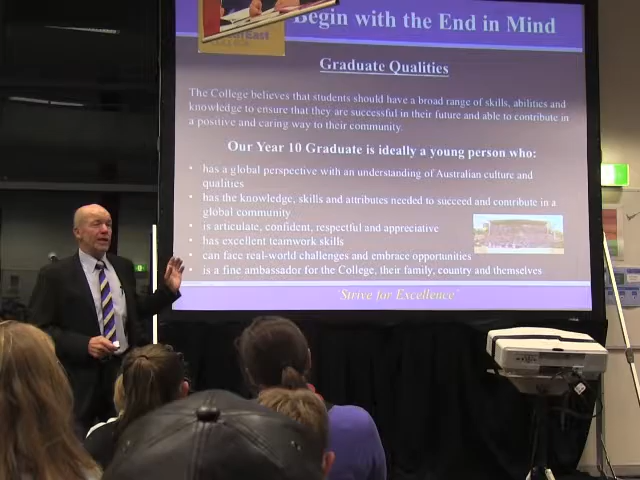 Begin with the End in Mind
East
Graduate Qualities
The College believes that students should have a broad range of skills, abilities and
knowledge to ensure that they are successful in their future and able to contribute in
a positive and caring way to their community.
Our Year 10 Graduate is ideally a young person who:
• has a global perspective with an understanding of Australian culture and
qualities
• has the knowledge, skills and attributes needed to succeed and contribute in a
global community
• is articulate, confident, respectful and appreciative
• has excellent teamwork skills
• can face real-world challenges and embrace opportunities
• is a fine ambassador for the College, their family, country and themselves
'Strive for Excellence'